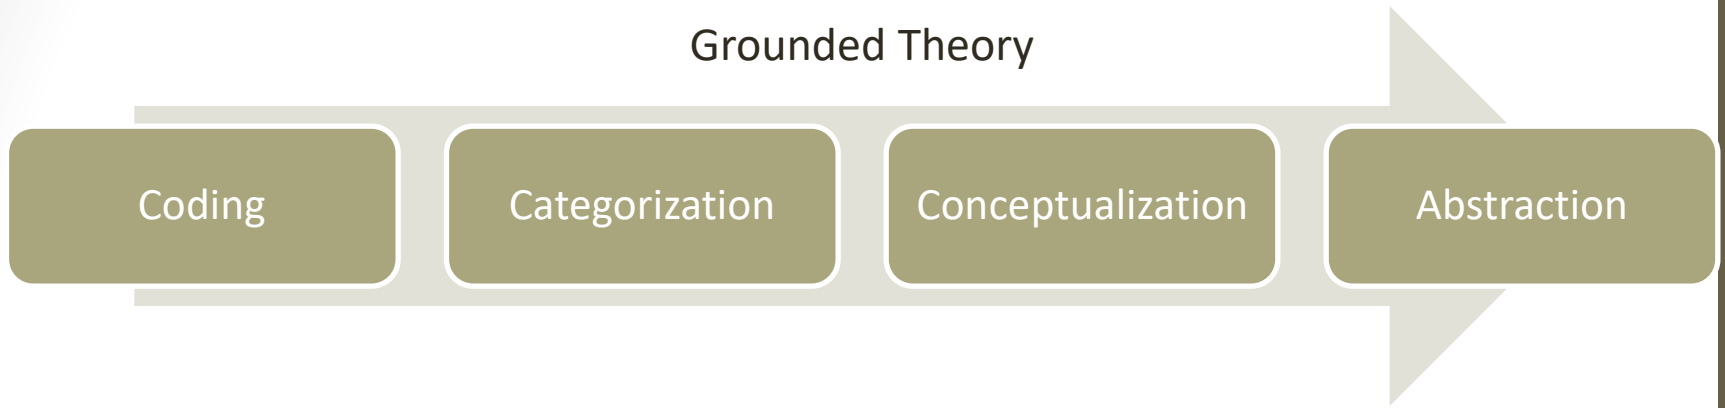 Grounded Theory
Coding
Categorization
Conceptualization
Abstraction